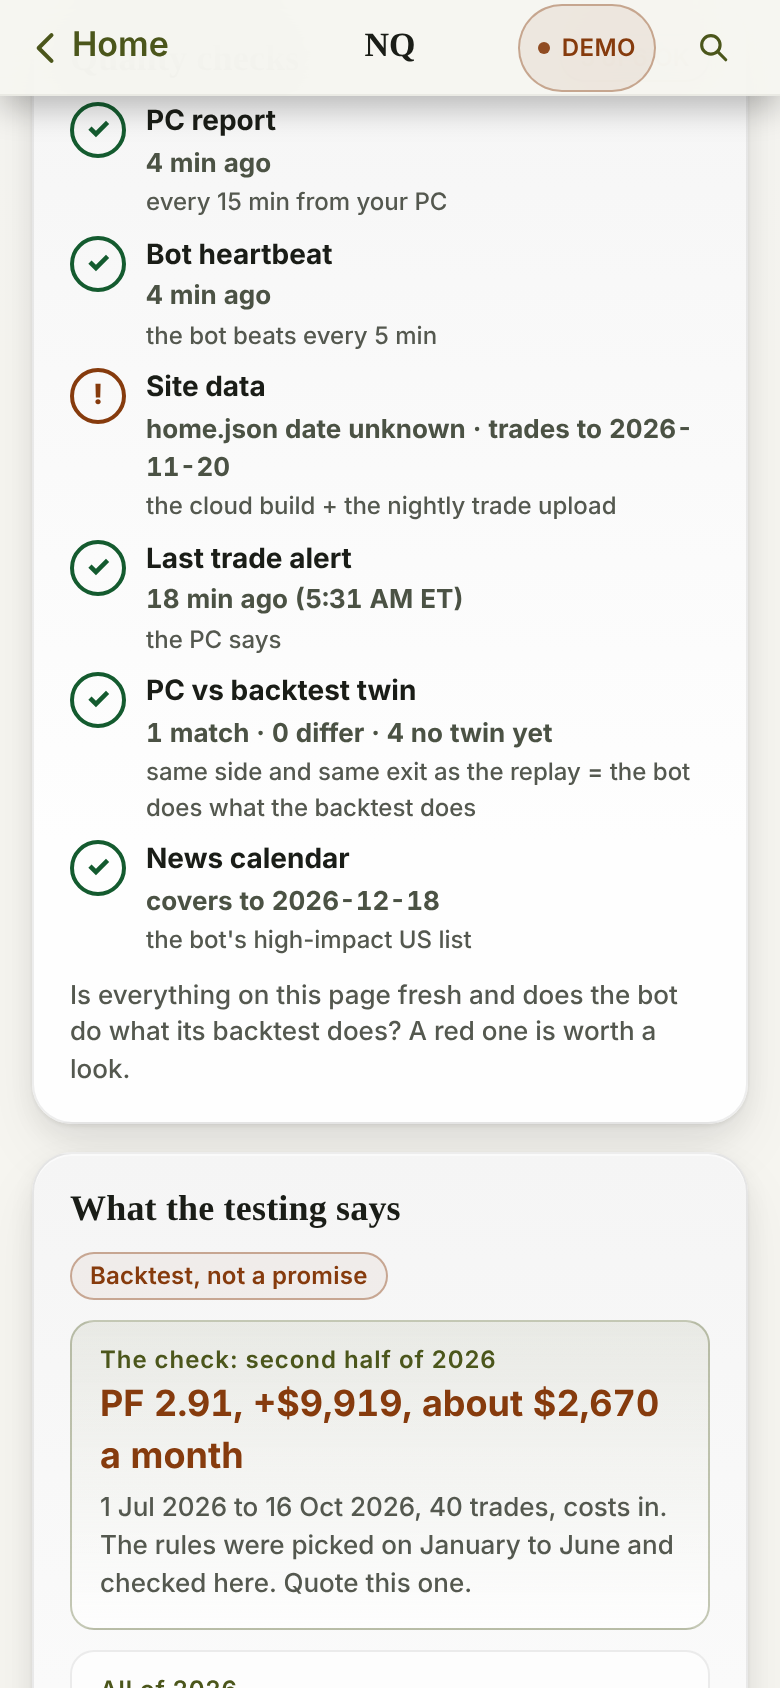 Home
NQ
DEMO
Quality checks
PC report
4 min ago
every 15 min from your PC
Bot heartbeat
4 min ago
the bot beats every 5 min
!
Site data
home.json date unknown · trades to 2026-
11-20
the cloud build + the nightly trade upload
Last trade alert
18 min ago (5:31 AM ET)
the PC says
PC vs backtest twin
1 match · 0 differ · 4 no twin yet
same side and same exit as the replay = the bot
does what the backtest does
News calendar
covers to 2026-12-18
the bot's high-impact US list
Is everything on this page fresh and does the bot
do what its backtest does? A red one is worth a
look.
What the testing says
Backtest, not a promise
The check: second half of 2026
PF 2.91, +$9,919, about $2,670
a month
1 Jul 2026 to 16 Oct 2026, 40 trades, costs in.
The rules were picked on January to June and
checked here. Quote this one.
All of 2026